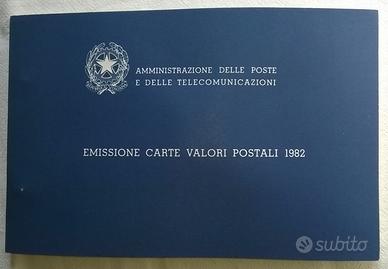 AMMINISTRAZIONE DELLE POSTE
E DELLE TELECOMUNICAZIONI
EMISSIONE CARTE VALORI POSTALI 1982
subito